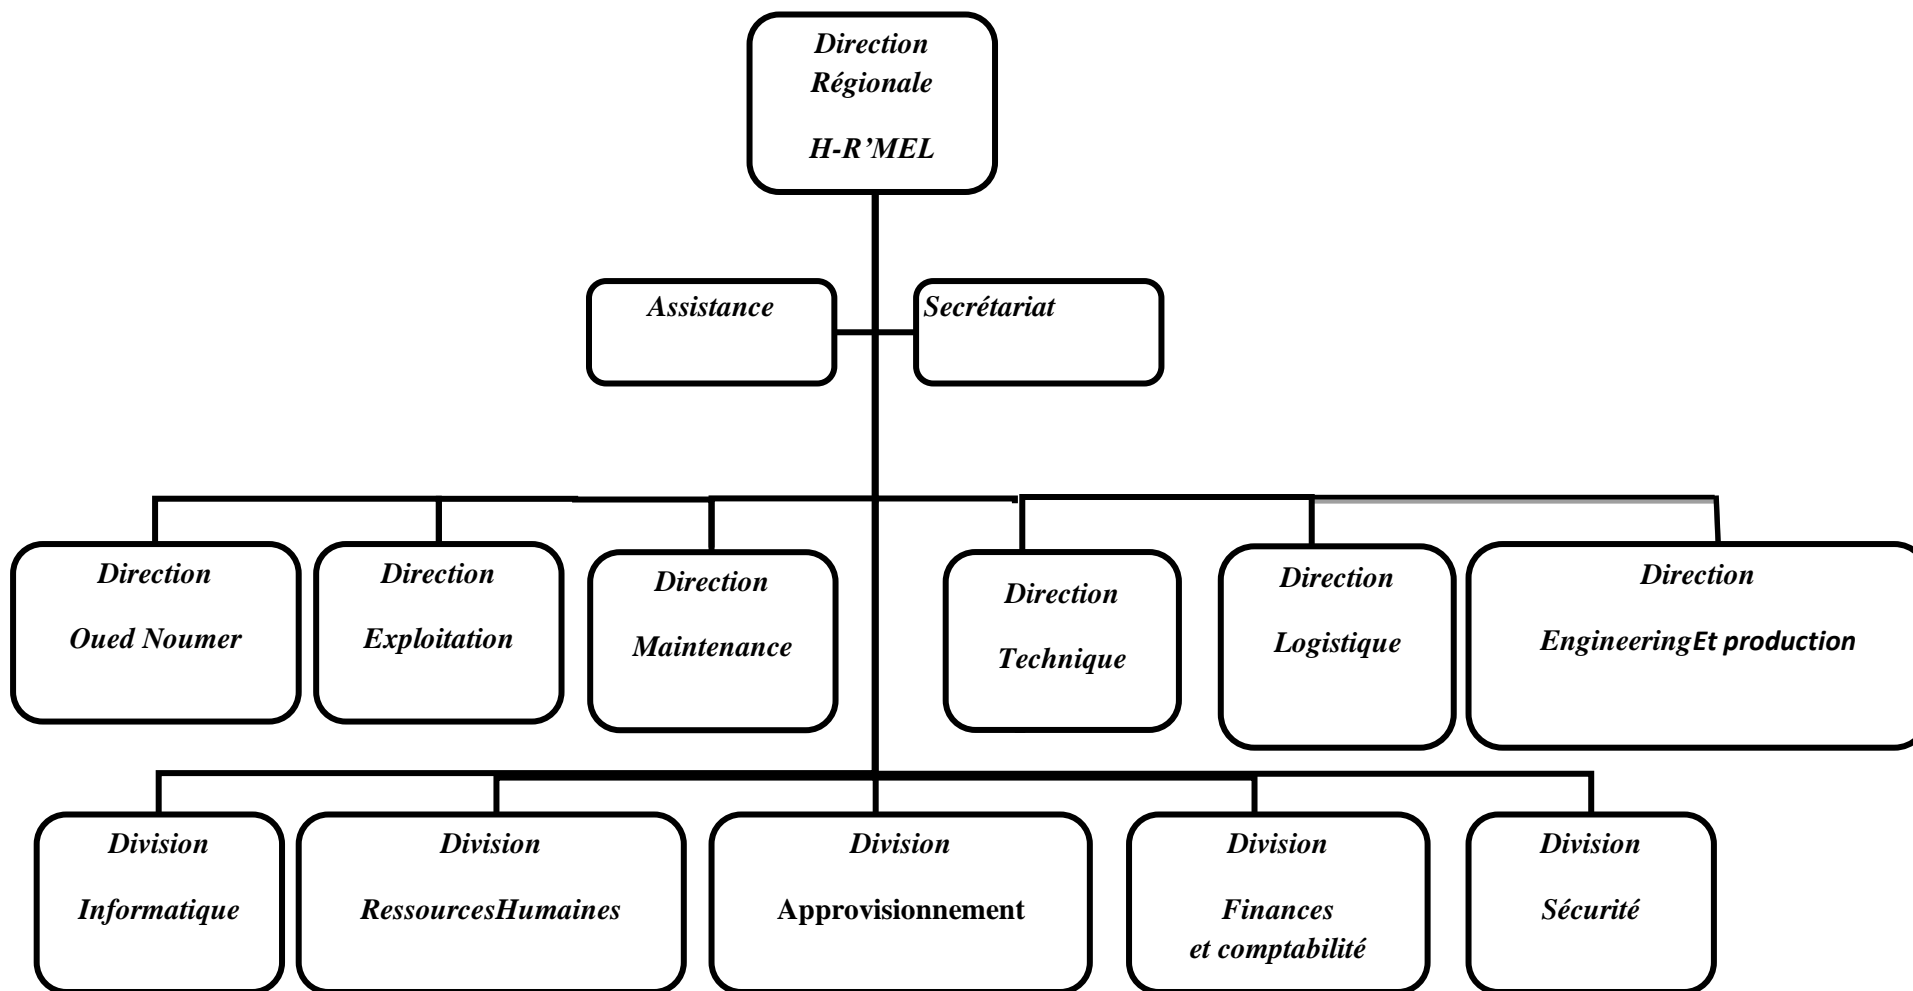 Direction
Régionale
H-R’MEL
Assistance
Secrétariat
Direction
Oued Noumer
Direction
Exploitation
Direction
Maintenance
Direction
Technique
Direction
Logistique
Direction
EngineeringEt production
Division
Informatique
Division
RessourcesHumaines
Division
Approvisionnement
Division
Finances
et comptabilité
Division
Sécurité